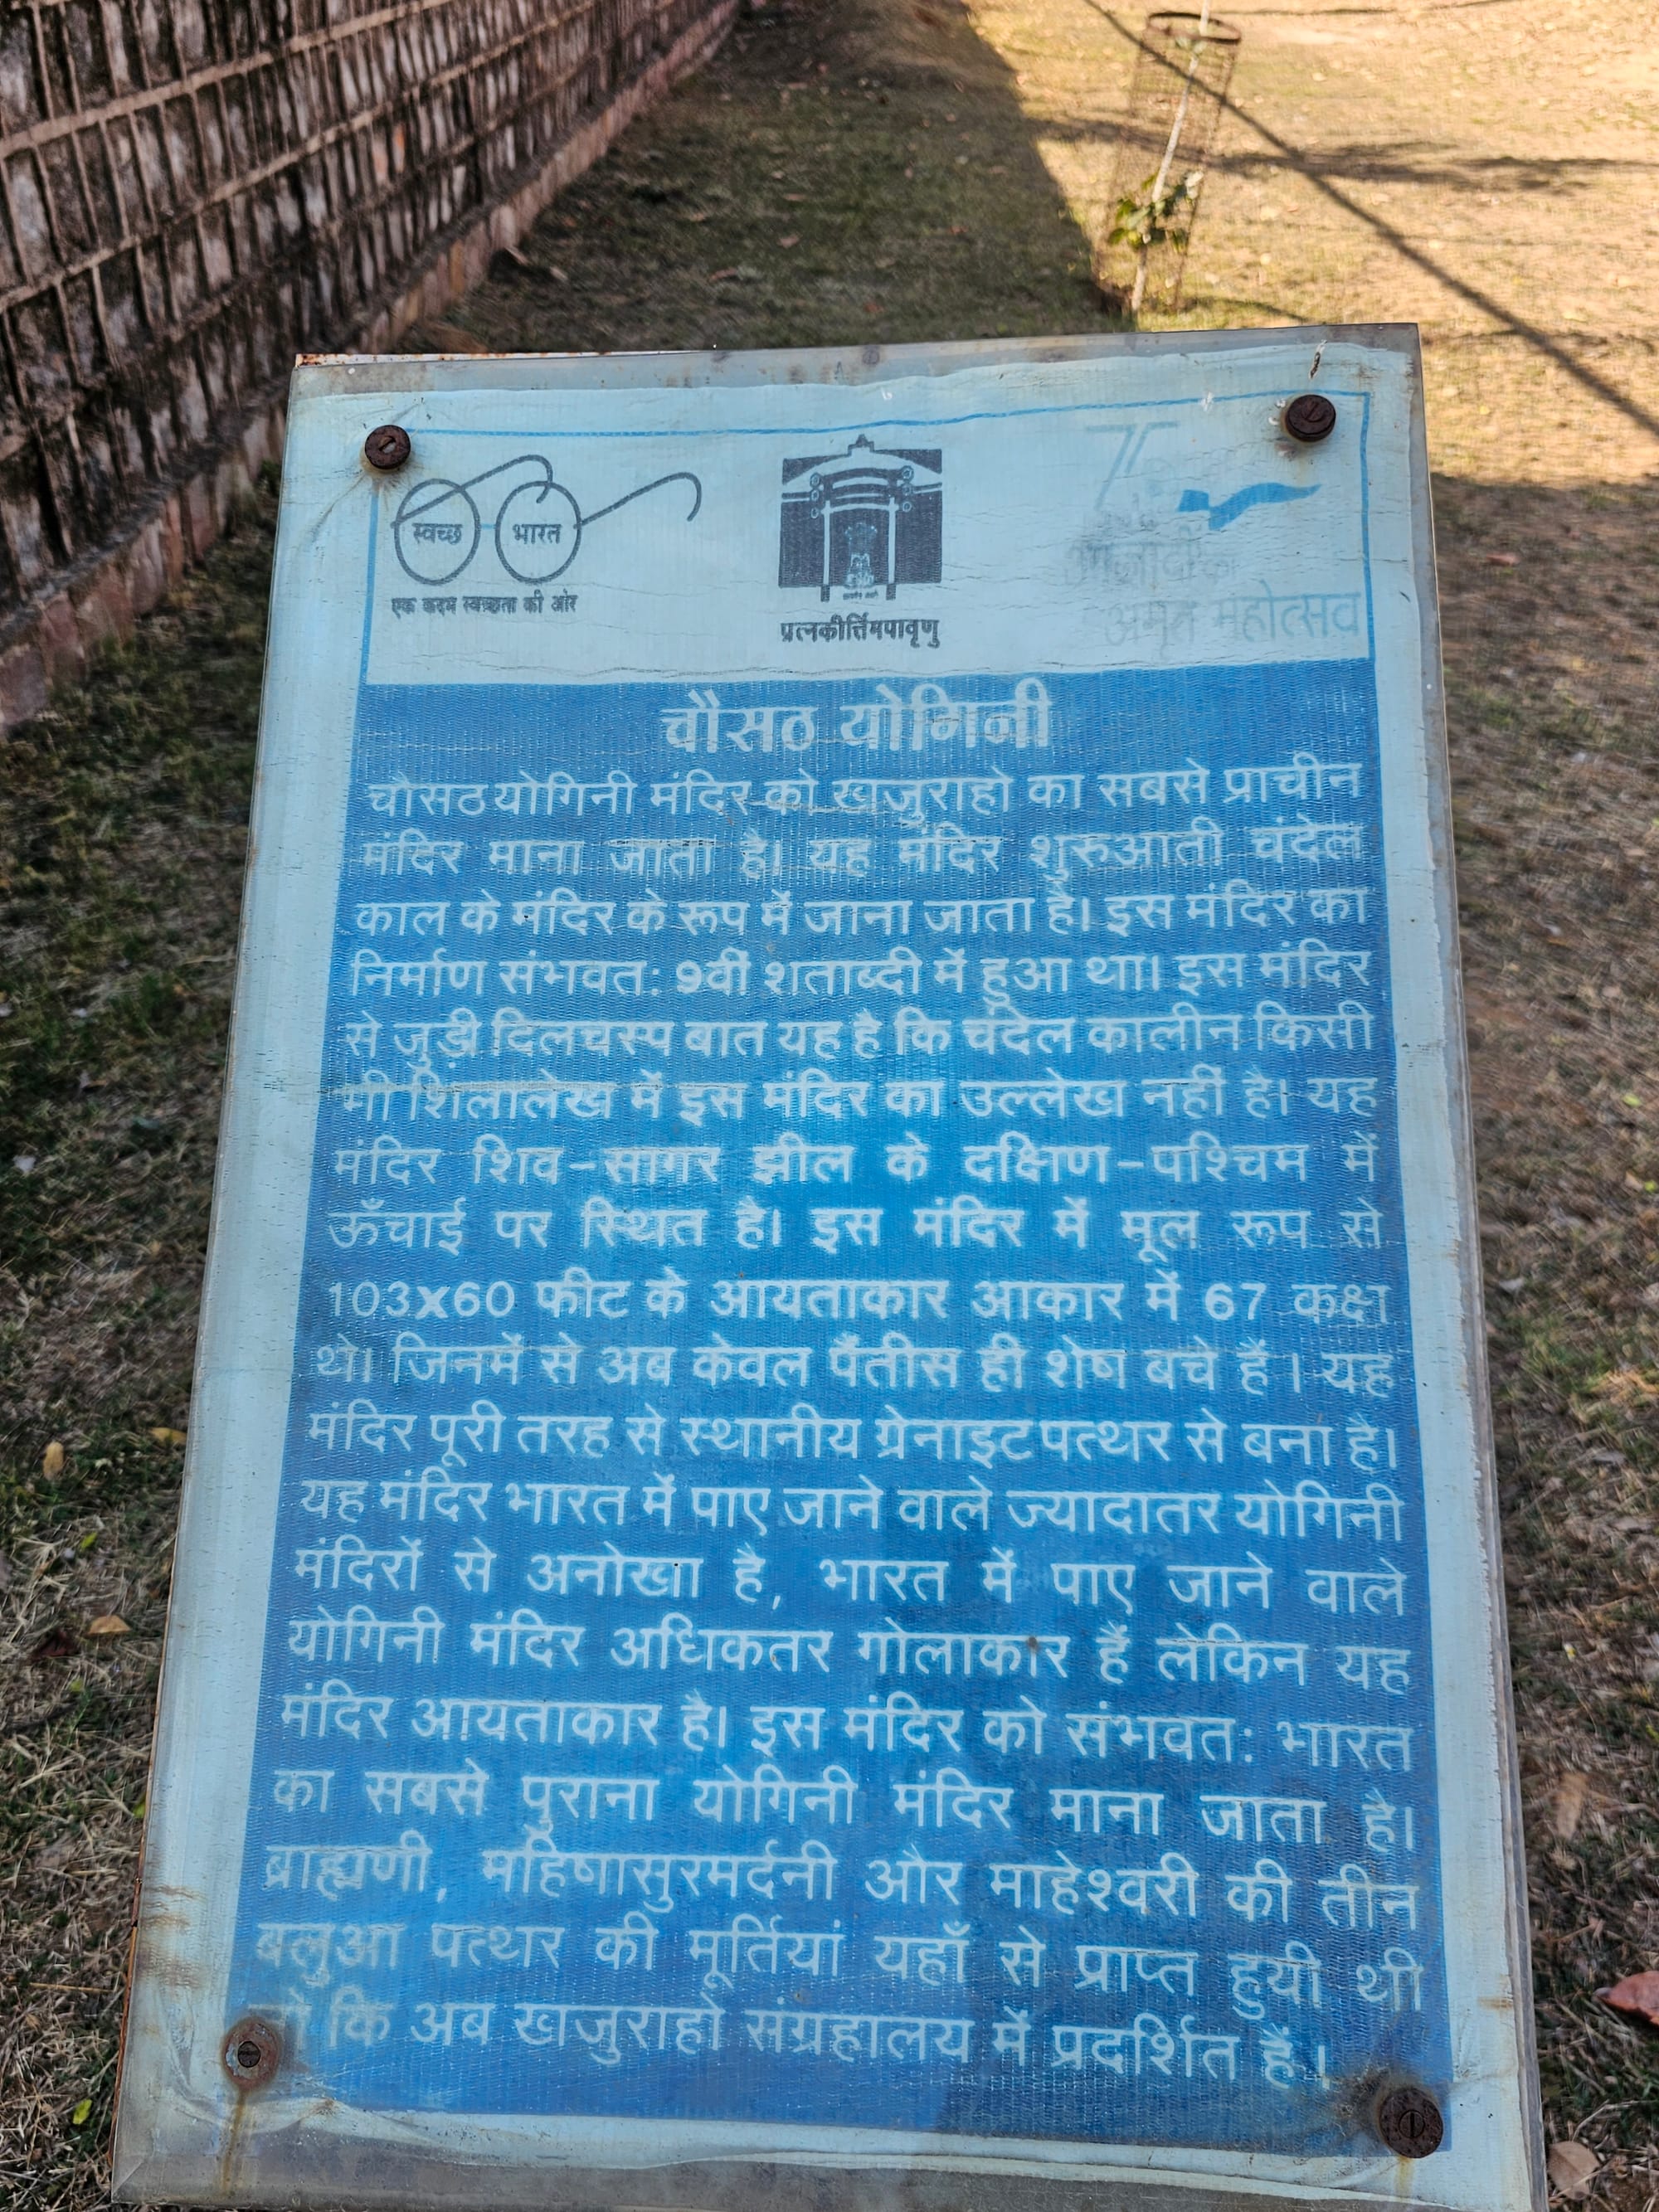 स्वच्छ भारत
एक कदम स्वच्छता की ओर
प्रत्नकीर्त्तिमपावृणु
अमृत महोत्सव
चौसठ योगिनी
चौसठ योगिनी मंदिर को खजुराहो का सबसे प्राचीन
मंदिर माना जाता है। यह मंदिर शुरुआती चंदेल
काल के मंदिर के रूप में जाना जाता है। इस मंदिर का
निर्माण संभवत: 9वीं शताब्दी में हुआ था। इस मंदिर
से जुड़ी दिलचस्प बात यह है कि चंदेल कालीन किसी
भी शिलालेख में इस मंदिर का उल्लेख नहीं है। यह
मंदिर शिव-सागर झील के दक्षिण-पश्चिम में
ऊँचाई पर स्थित है। इस मंदिर में मूल रूप से
103x60 फीट के आयताकार आकार में 67 कक्ष
थे। जिनमें से अब केवल पैंतीस ही शेष बचे हैं । यह
मंदिर पूरी तरह से स्थानीय ग्रेनाइट पत्थर से बना है।
यह मंदिर भारत में पाए जाने वाले ज्यादातर योगिनी
मंदिरों से अनोखा है, भारत में पाए जाने वाले
योगिनी मंदिर अधिकतर गोलाकार हैं लेकिन यह
मंदिर आयताकार है। इस मंदिर को संभवत: भारत
का सबसे पुराना योगिनी मंदिर माना जाता है।
ब्राह्मणी, महिषासुरमर्दनी और माहेश्वरी की तीन
बलुआ पत्थर की मूर्तियां यहाँ से प्राप्त हुयी थी
कि अब खजुराहो संग्रहालय में प्रदर्शित हैं।